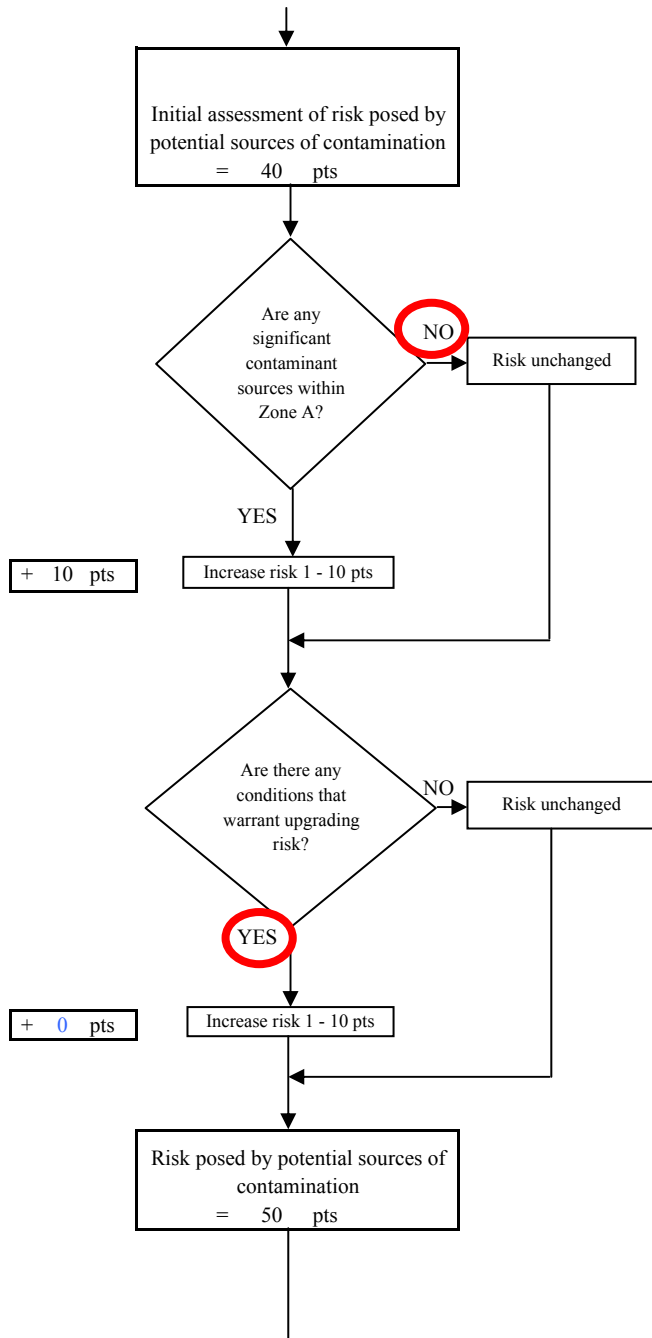 Initial assessment of risk posed by
potential sources of contamination
= 40 pts
Are any
significant
contaminant
sources within
Zone A?
NO
Risk unchanged
YES
+ 10 pts
Increase risk 1 - 10 pts
Are there any
conditions that
warrant upgrading
risk?
NO
Risk unchanged
YES
+ 0 pts
Increase risk 1 - 10 pts
Risk posed by potential sources of
contamination
= 50 pts